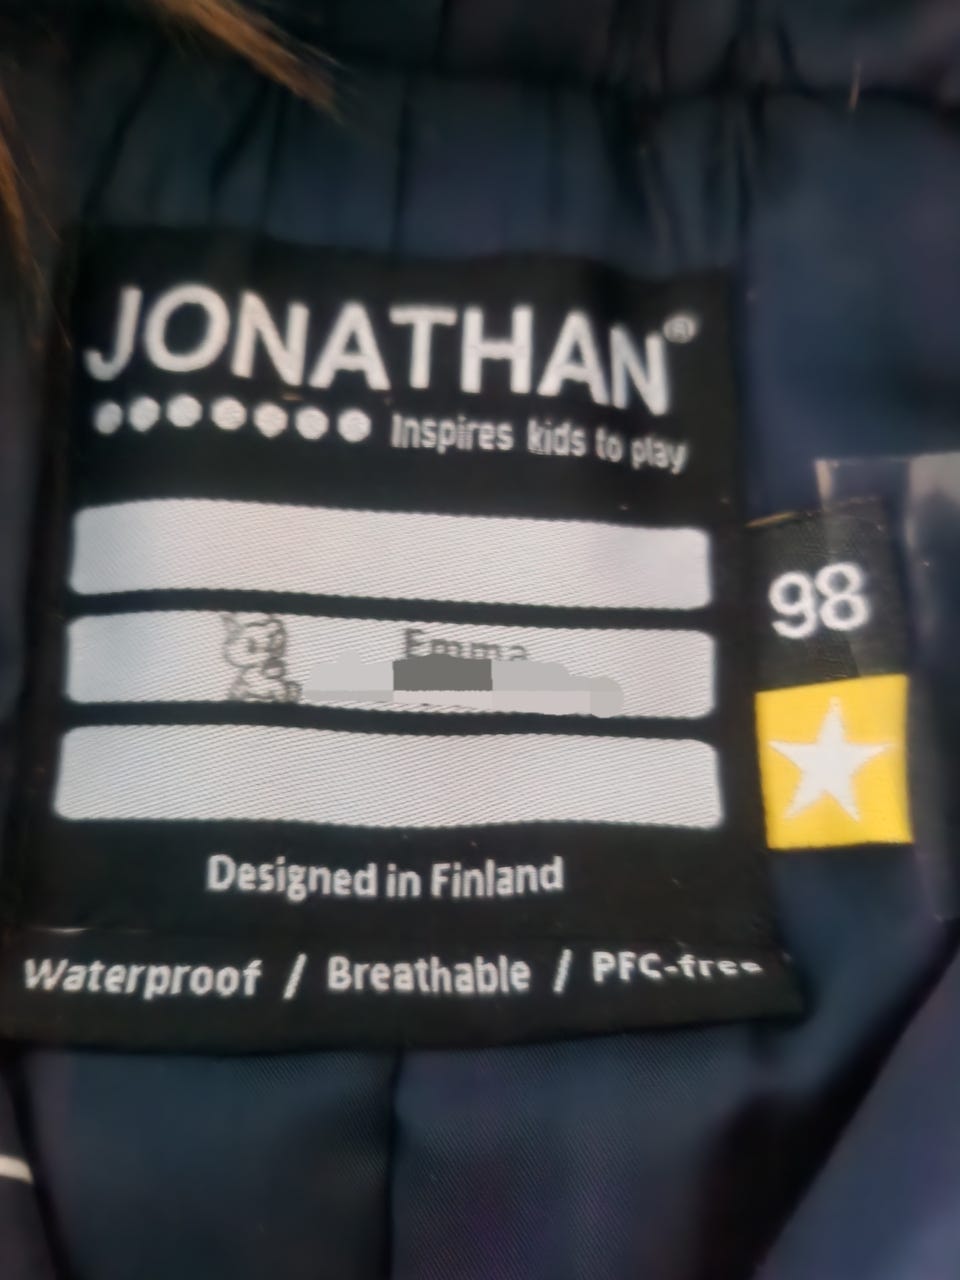 JONATHAN®
Inspires kids to play
98
Emma
Designed in Finland
Waterproof / Breathable / PFC-free